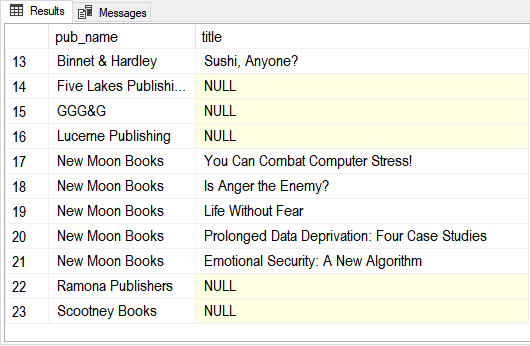 Results Messages
pub_name title
13 Binnet & Hardley Sushi, Anyone?
14 Five Lakes Publishi... NULL
15 GGG&G NULL
16 Lucerne Publishing NULL
17 New Moon Books You Can Combat Computer Stress!
18 New Moon Books Is Anger the Enemy?
19 New Moon Books Life Without Fear
20 New Moon Books Prolonged Data Deprivation: Four Case Studies
21 New Moon Books Emotional Security: A New Algorithm
22 Ramona Publishers NULL
23 Scootney Books NULL